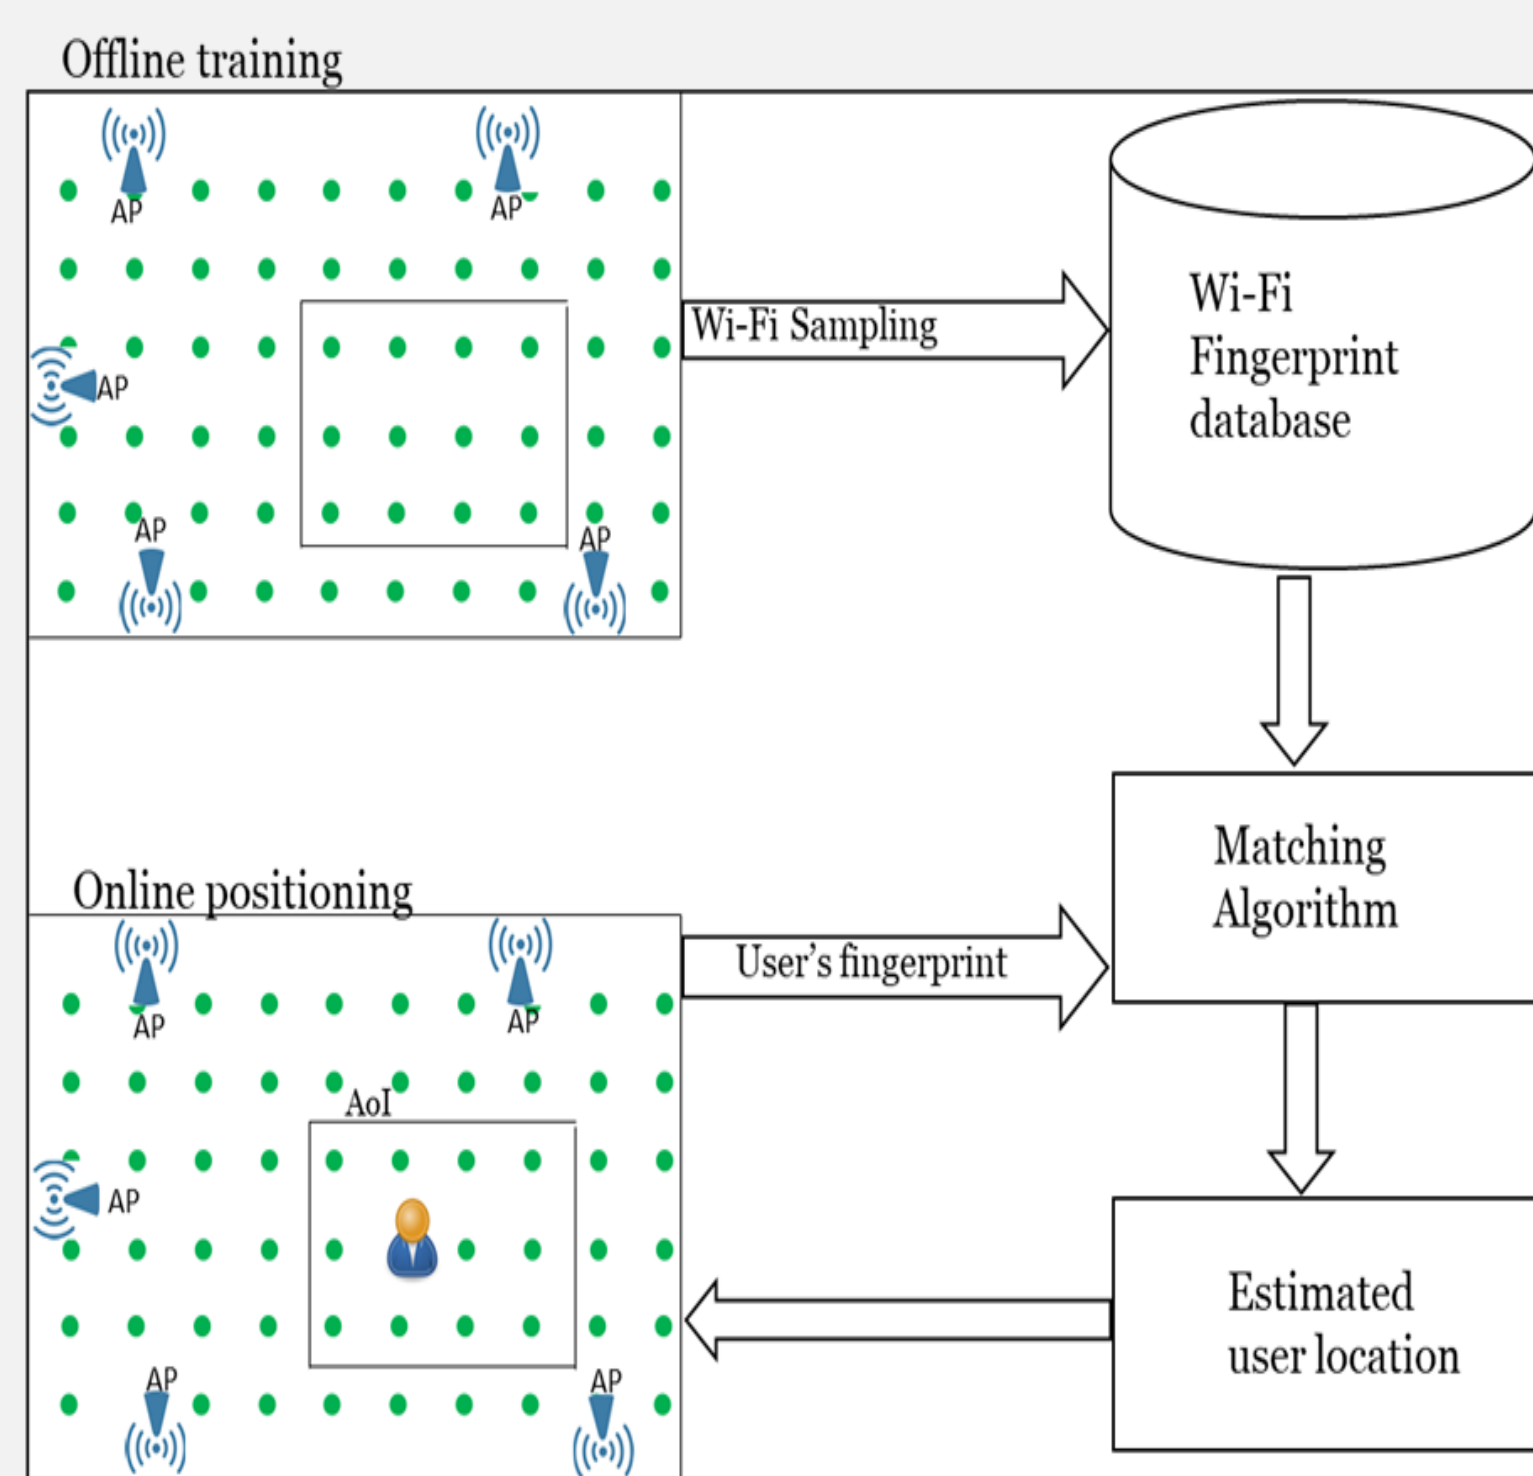 Offline training
AP
AP
Wi-Fi Sampling
Wi-Fi
Fingerprint
database
AP
AP
AP
Matching
Algorithm
Online positioning
User’s fingerprint
AP
AP
AoI
AP
Estimated
user location
AP
AP